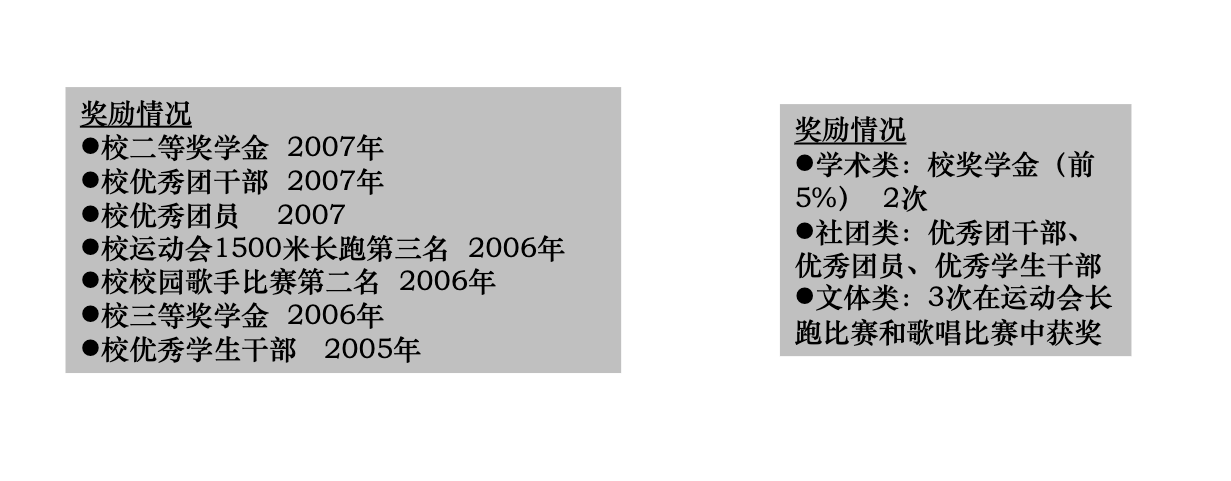 奖励情况
●校二等奖学金 2007年
●校优秀团干部 2007年
●校优秀团员 2007
●校运动会1500米长跑第三名 2006年
●校校园歌手比赛第二名 2006年
●校三等奖学金 2006年
●校优秀学生干部 2005年
奖励情况
●学术类：校奖学金（前
5%） 2次
●社团类：优秀团干部、
优秀团员、优秀学生干部
●文体类：3次在运动会长
跑比赛和歌唱比赛中获奖